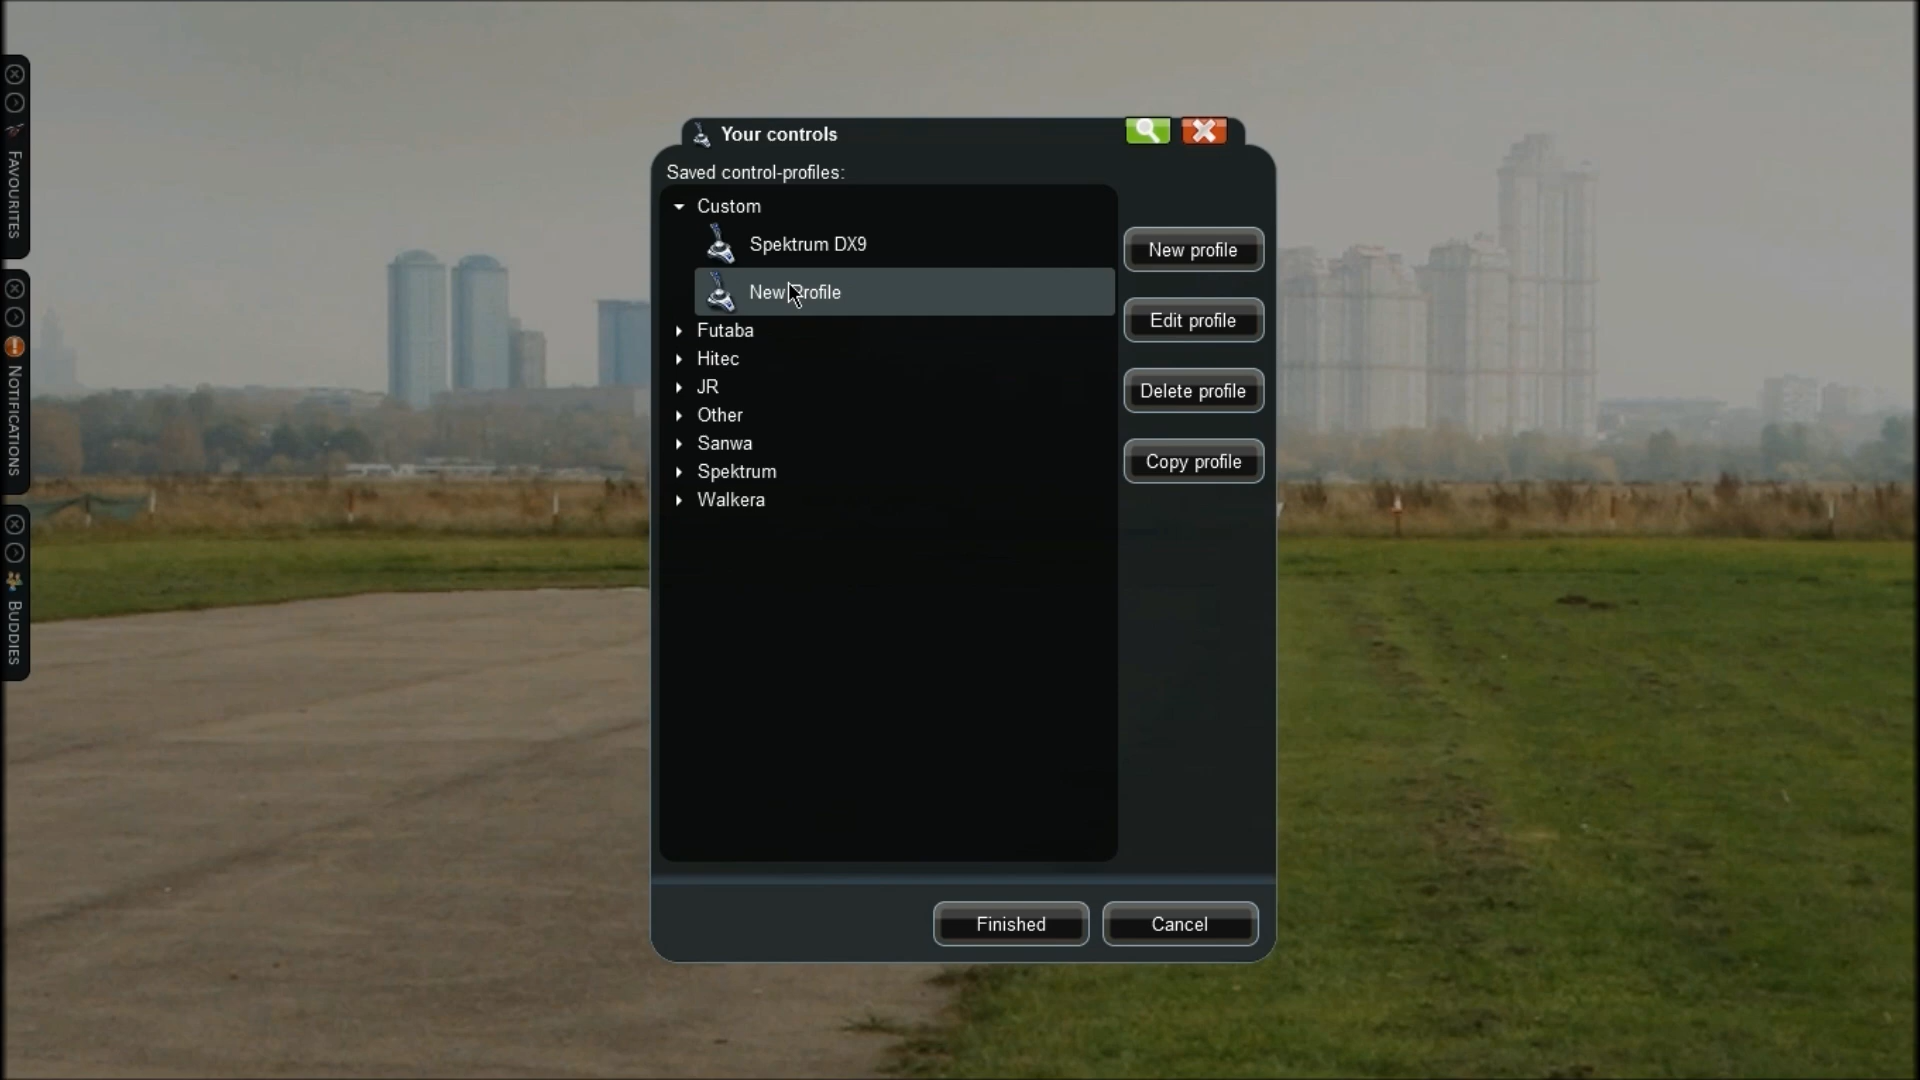 Your controls
Saved control-profiles:
Custom
Spektrum DX9
New Profile
Futaba
Hitec
JR
Other
Sanwa
Spektrum
Walkera
New profile
Edit profile
Delete profile
Copy profile
Finished
Cancel
FAVOURITES
NOTIFICATIONS
BUDDIES